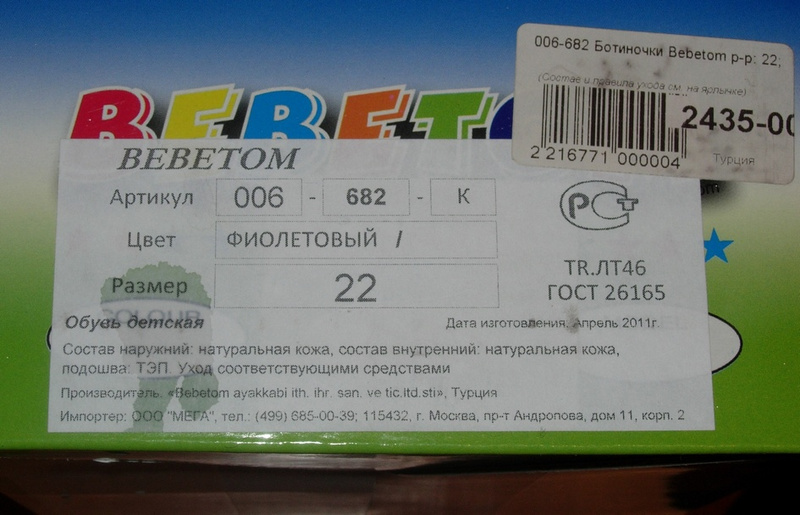 006-682 Ботиночки Bebetom р-р: 22;
(Состав и правила ухода см. на ярлычке)
2435-00
2 216771 000004
Турция
BEBETO
BEBETOM
Артикул 006 - 682 - К
Цвет ФИОЛЕТОВЫЙ /
Размер 22
РСТ
TR.ЛТ46
ГОСТ 26165
COLOUR
Обувь детская
Дата изготовления: Апрель 2011г.
Состав наружний: натуральная кожа, состав внутренний: натуральная кожа,
подошва: ТЭП. Уход соответствующими средствами
Производитель: «Bebetom ayakkabi ith. ihr. san. ve tic.ltd.sti», Турция
Импортер: ООО "МЕГА", тел.: (499) 685-00-39; 115432, г. Москва, пр-т Андропова, дом 11, корп. 2